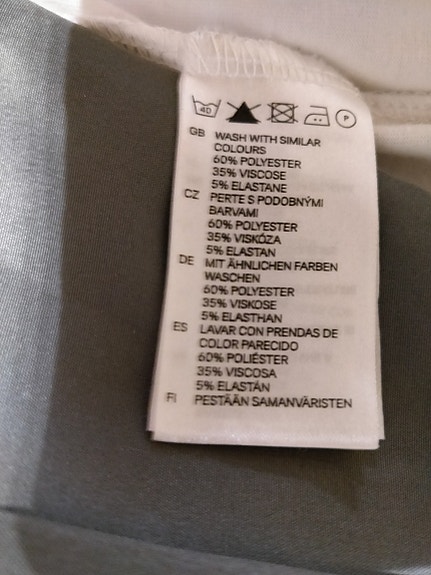 40 P
GB WASH WITH SIMILAR
COLOURS
60% POLYESTER
35% VISCOSE
5% ELASTANE
CZ PERTE S PODOBNÝMI
BARVAMI
60% POLYESTER
35% VISKÓZA
5% ELASTAN
DE MIT ÄHNLICHEN FARBEN
WASCHEN
60% POLYESTER
35% VISKOSE
5% ELASTHAN
ES LAVAR CON PRENDAS DE
COLOR PARECIDO
60% POLIÉSTER
35% VISCOSA
5% ELASTÁN
FI PESTÄÄN SAMANVÄRISTEN